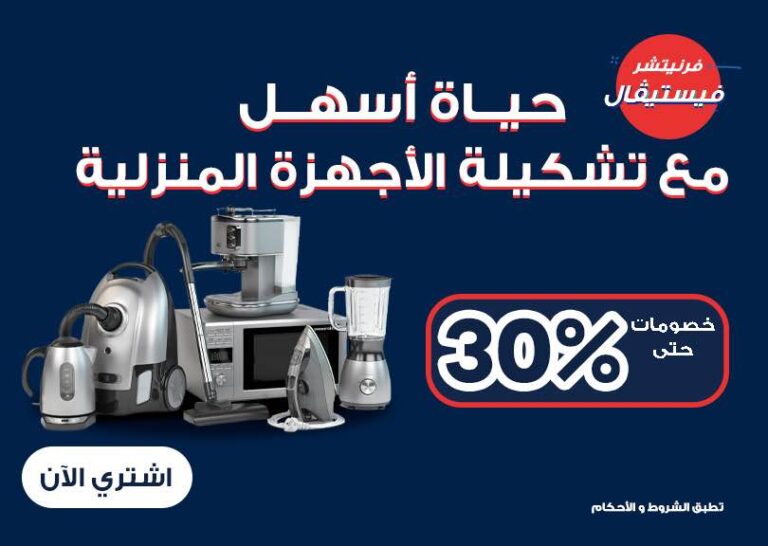 فرنيتشر
فيستيڤال
حياة أسهل
مع تشكيلة الأجهزة المنزلية
خصومات
حتى
30%
اشتري الآن
تطبق الشروط و الأحكام